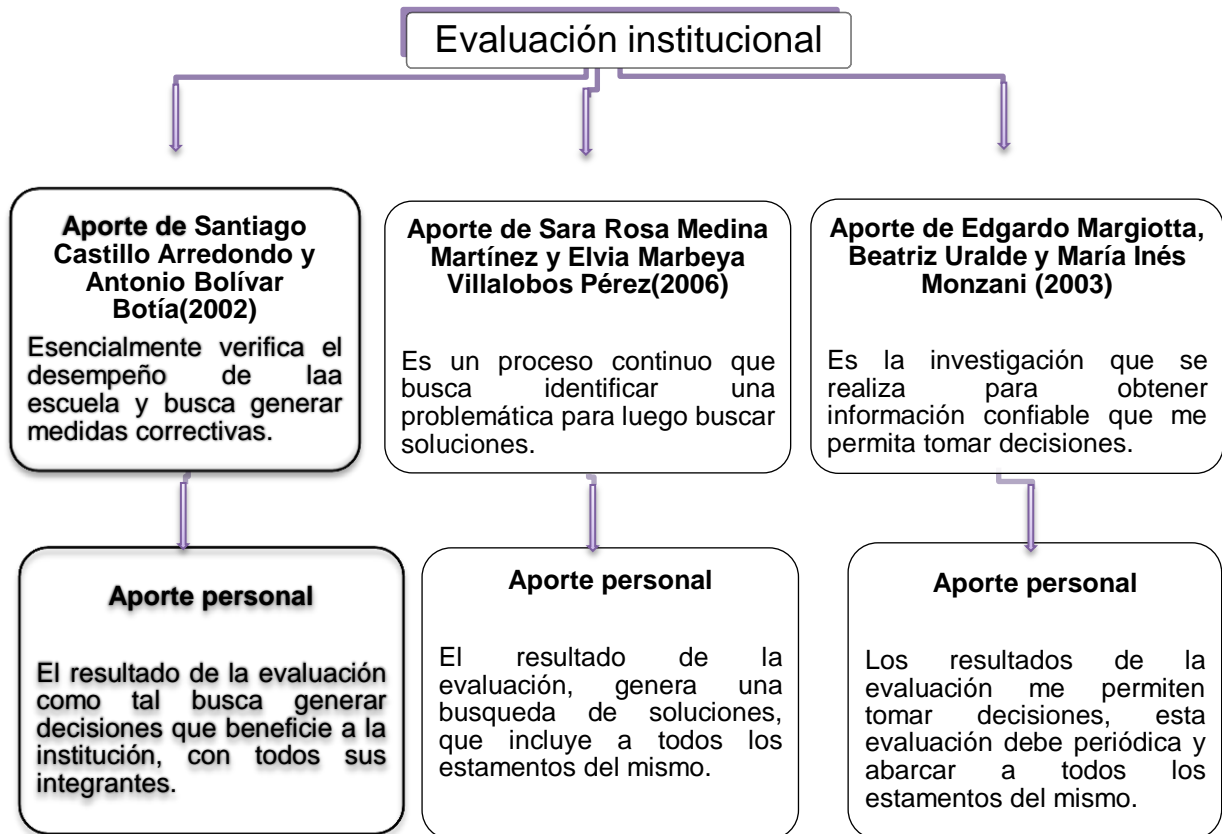 Evaluación institucional
Aporte de Santiago
Castillo Arredondo y
Antonio Bolívar
Botía(2002)
Esencialmente verifica el
desempeño de laa
escuela y busca generar
medidas correctivas.
Aporte de Sara Rosa Medina
Martínez y Elvia Marbeya
Villalobos Pérez(2006)
Es un proceso continuo que
busca identificar una
problemática para luego buscar
soluciones.
Aporte de Edgardo Margiotta,
Beatriz Uralde y María Inés
Monzani (2003)
Es la investigación que se
realiza para obtener
información confiable que me
permita tomar decisiones.
Aporte personal
El resultado de la evaluación
como tal busca generar
decisiones que beneficie a la
institución, con todos sus
integrantes.
Aporte personal
El resultado de la
evaluación, genera una
busqueda de soluciones,
que incluye a todos los
estamentos del mismo.
Aporte personal
Los resultados de la
evaluación me permiten
tomar decisiones, esta
evaluación debe periódica y
abarcar a todos los
estamentos del mismo.